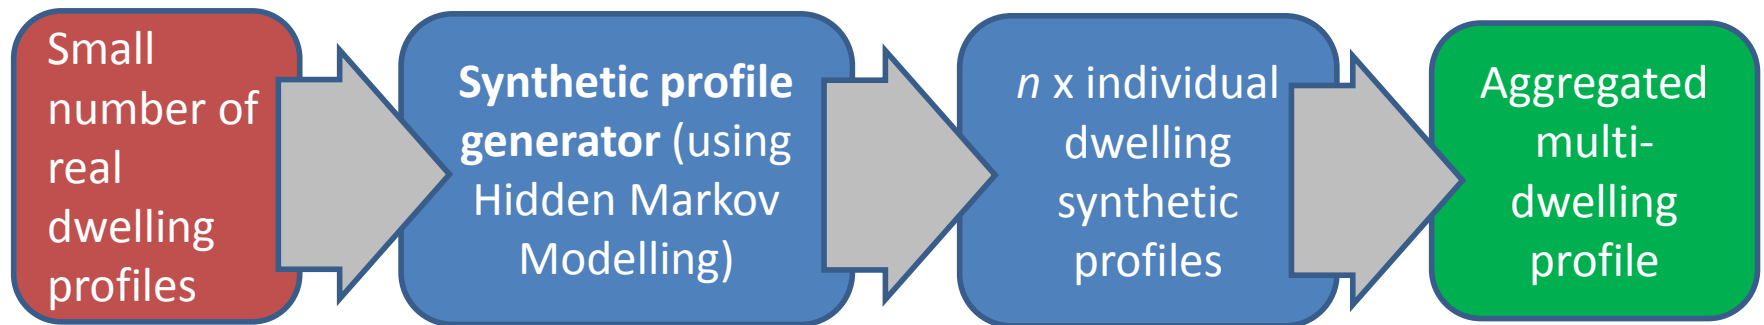 Small
number of
real
dwelling
profiles
Synthetic profile
generator (using
Hidden Markov
Modelling)
n x individual
dwelling
synthetic
profiles
Aggregated
multi-
dwelling
profile